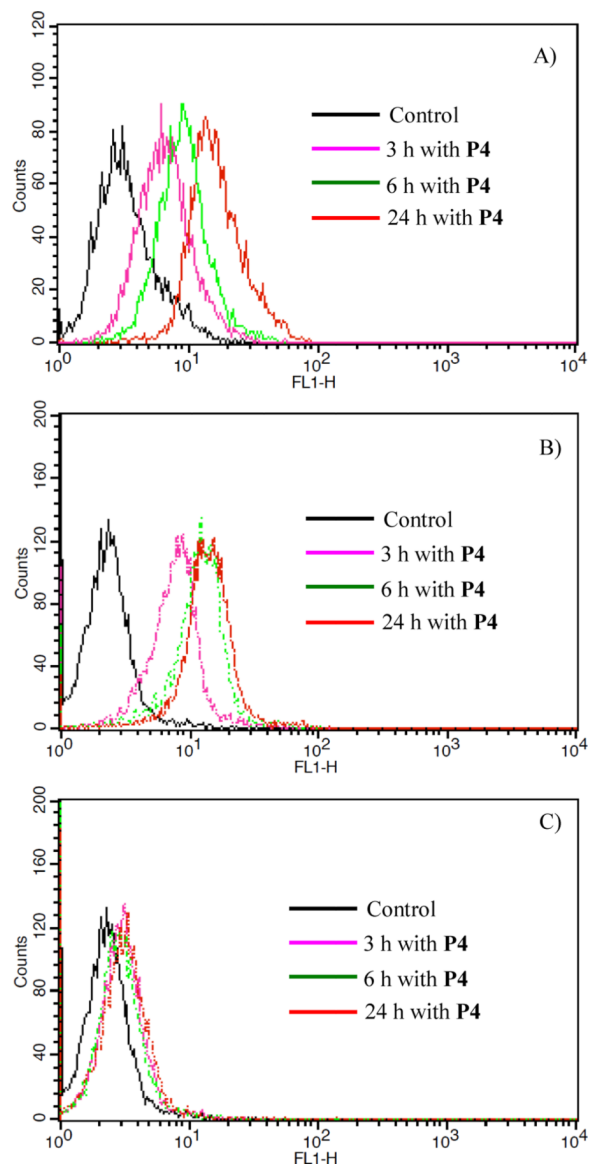 A)
Control
3 h with P4
6 h with P4
24 h with P4
Counts
0 20 40 60 80 100 120
10^0 10^1 10^2 10^3 10^4
FL1-H
B)
Control
3 h with P4
6 h with P4
24 h with P4
Counts
0 40 80 120 160 200
10^0 10^1 10^2 10^3 10^4
FL1-H
C)
Control
3 h with P4
6 h with P4
24 h with P4
Counts
0 40 80 120 160 200
10^0 10^1 10^2 10^3 10^4
FL1-H